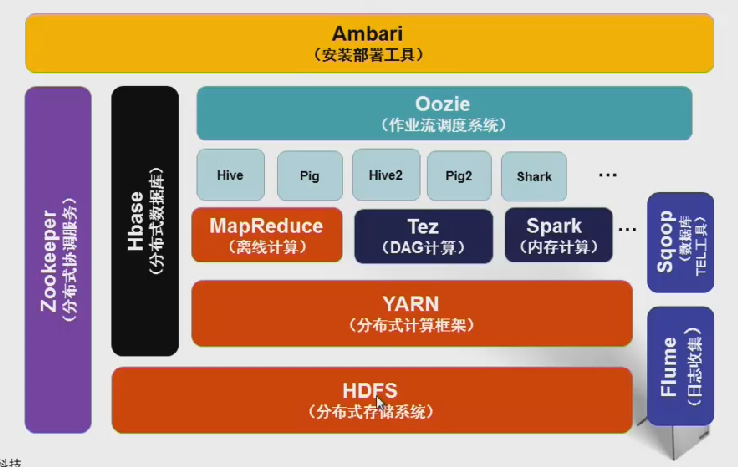 Ambari
（安装部署工具）
Zookeeper
（分布式协调服务）
Hbase
（分布式数据库）
Oozie
（作业流调度系统）
Hive
Pig
Hive2
Pig2
Shark
...
MapReduce
（离线计算）
Tez
（DAG计算）
Spark
（内存计算）
...
Sqoop
（数据库
TEL工具）
YARN
（分布式计算框架）
Flume
（日志收集）
HDFS
（分布式存储系统）
科技